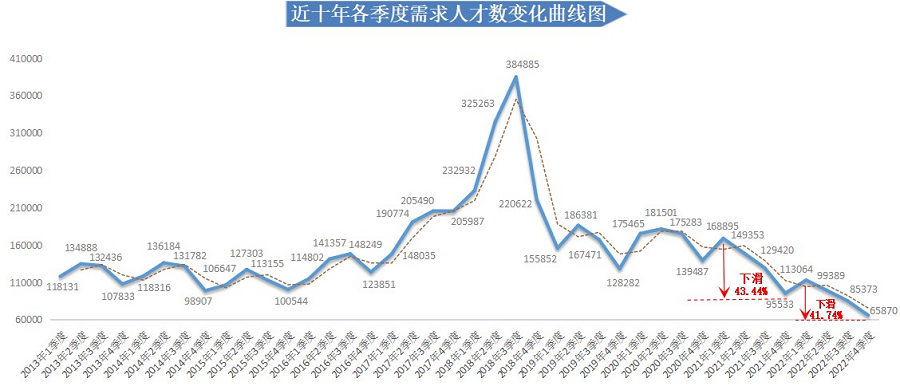 近十年各季度需求人才数变化曲线图
410000
360000
310000
260000
210000
160000
110000
60000
118131
134888
132436
107833
118316
136184
131782
98907
106647
127303
113155
100544
114802
141357
148249
123851
148035
190774
205490
205987
232932
325263
384885
220622
155852
186381
167471
128282
175465
181501
175283
139487
168895
149353
129420
95533
113064
99389
85373
65870
下滑
43.44%
下滑
41.74%
2013年1季度
2013年2季度
2013年3季度
2013年4季度
2014年1季度
2014年2季度
2014年3季度
2014年4季度
2015年1季度
2015年2季度
2015年3季度
2015年4季度
2016年1季度
2016年2季度
2016年3季度
2016年4季度
2017年1季度
2017年2季度
2017年3季度
2017年4季度
2018年1季度
2018年2季度
2018年3季度
2018年4季度
2019年1季度
2019年2季度
2019年3季度
2019年4季度
2020年1季度
2020年2季度
2020年3季度
2020年4季度
2021年1季度
2021年2季度
2021年3季度
2021年4季度
2022年1季度
2022年2季度
2022年3季度
2022年4季度